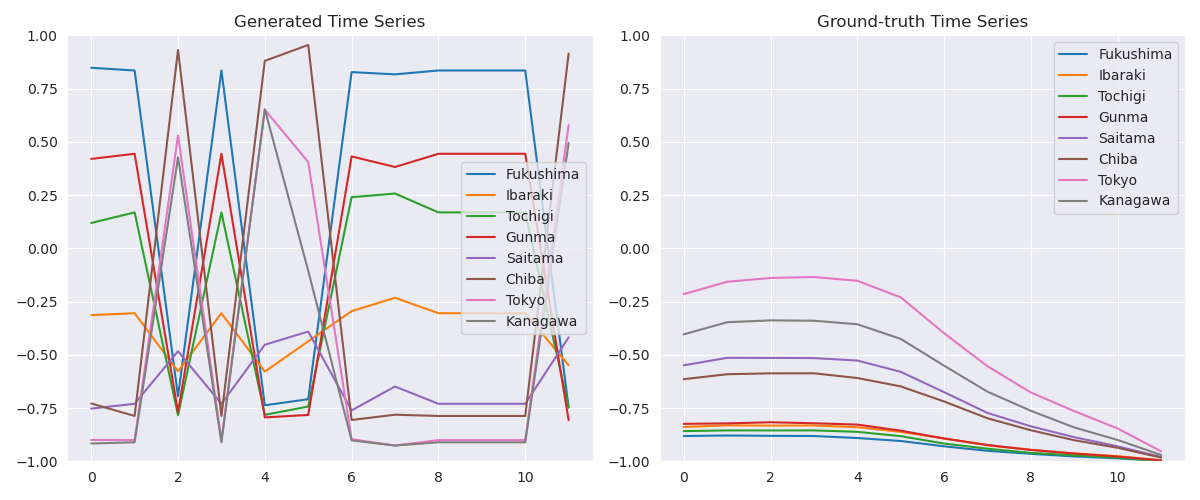 Generated Time Series
1.00
0.75
0.50
0.25
0.00
−0.25
−0.50
−0.75
−1.00
0 2 4 6 8 10
Fukushima
Ibaraki
Tochigi
Gunma
Saitama
Chiba
Tokyo
Kanagawa
Ground-truth Time Series
1.00
0.75
0.50
0.25
0.00
−0.25
−0.50
−0.75
−1.00
0 2 4 6 8 10
Fukushima
Ibaraki
Tochigi
Gunma
Saitama
Chiba
Tokyo
Kanagawa